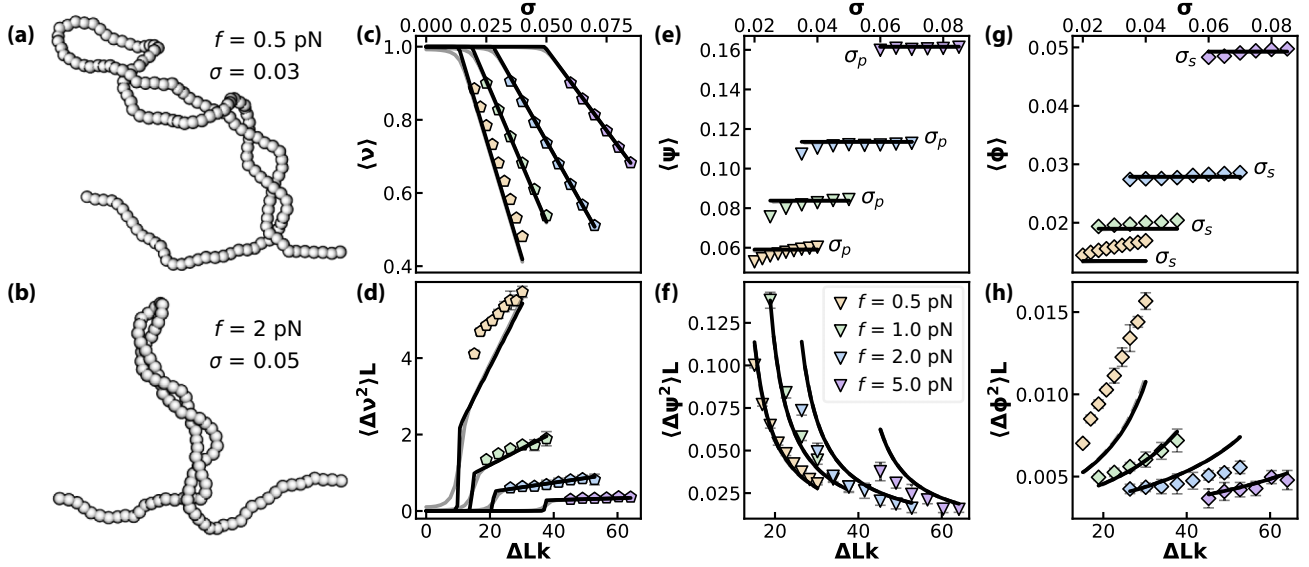 (a)
f = 0.5 pN
σ = 0.03
(b)
f = 2 pN
σ = 0.05
(c)
σ
0.000 0.025 0.050 0.075
1.0
0.8
0.6
0.4
⟨ν⟩
(d)
4
2
0
⟨Δν²⟩L
0 20 40 60
ΔLk
(e)
σ
0.02 0.04 0.06 0.08
0.16
0.14
0.12
0.10
0.08
0.06
⟨ψ⟩
σp
σp
σp
σp
(f)
0.125
0.100
0.075
0.050
0.025
⟨Δψ²⟩L
f = 0.5 pN
f = 1.0 pN
f = 2.0 pN
f = 5.0 pN
20 40 60
ΔLk
(g)
σ
0.02 0.04 0.06 0.08
0.05
0.04
0.03
0.02
⟨ϕ⟩
σs
σs
σs
σs
(h)
0.015
0.010
0.005
⟨Δϕ²⟩L
20 40 60
ΔLk